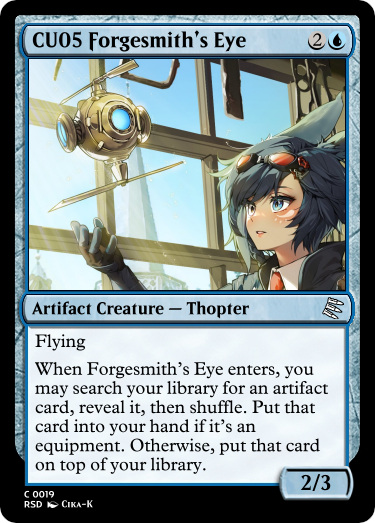 CU05 Forgesmith's Eye 2
Artifact Creature — Thopter
Flying
When Forgesmith's Eye enters, you
may search your library for an artifact
card, reveal it, then shuffle. Put that
card into your hand if it's an
equipment. Otherwise, put that card
on top of your library.
2/3
C 0019
RSD Cika-K